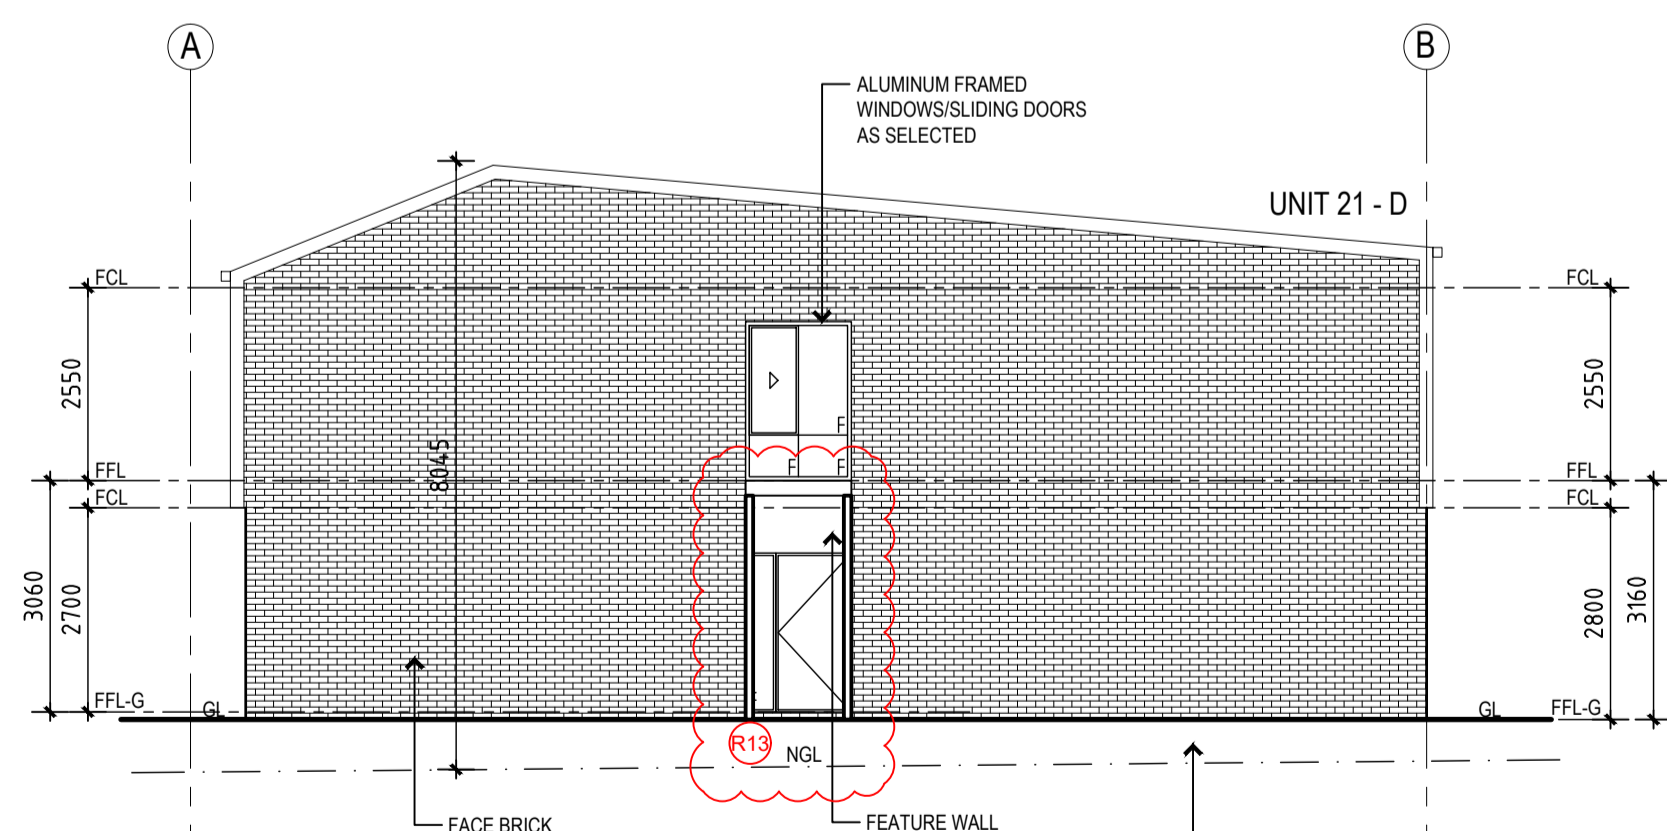 A
B
ALUMINUM FRAMED
WINDOWS/SLIDING DOORS
AS SELECTED
UNIT 21 - D
FCL
FCL
2550
8045
F
2550
FFL
F F
FFL
FCL
FCL
3060
2700
2800
3160
FFL-G
GL
GL
FFL-G
R13
NGL
FACE BRICK
FEATURE WALL